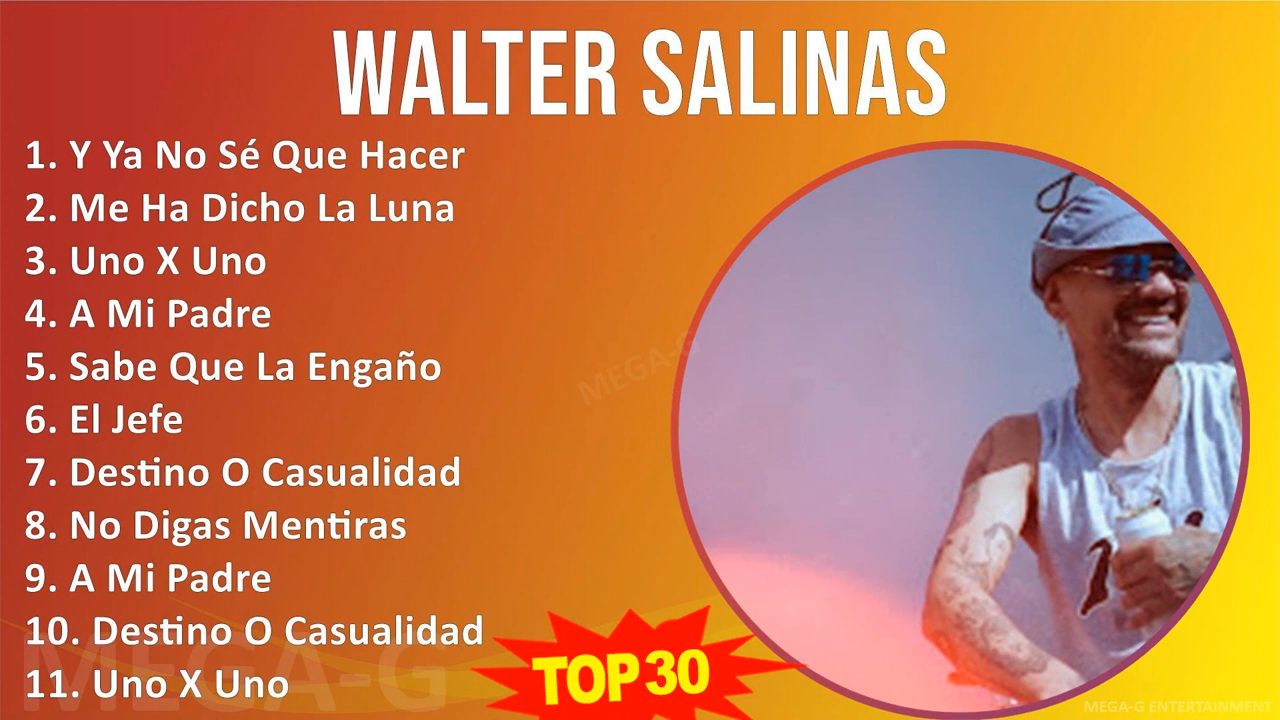 WALTER SALINAS
1. Y Ya No Sé Que Hacer
2. Me Ha Dicho La Luna
3. Uno X Uno
4. A Mi Padre
5. Sabe Que La Engaño
6. El Jefe
7. Destino O Casualidad
8. No Digas Mentiras
9. A Mi Padre
10. Destino O Casualidad
11. Uno X Uno
TOP 30
MEGA-G
MEGA-G
MEGA-G ENTERTAINMENT